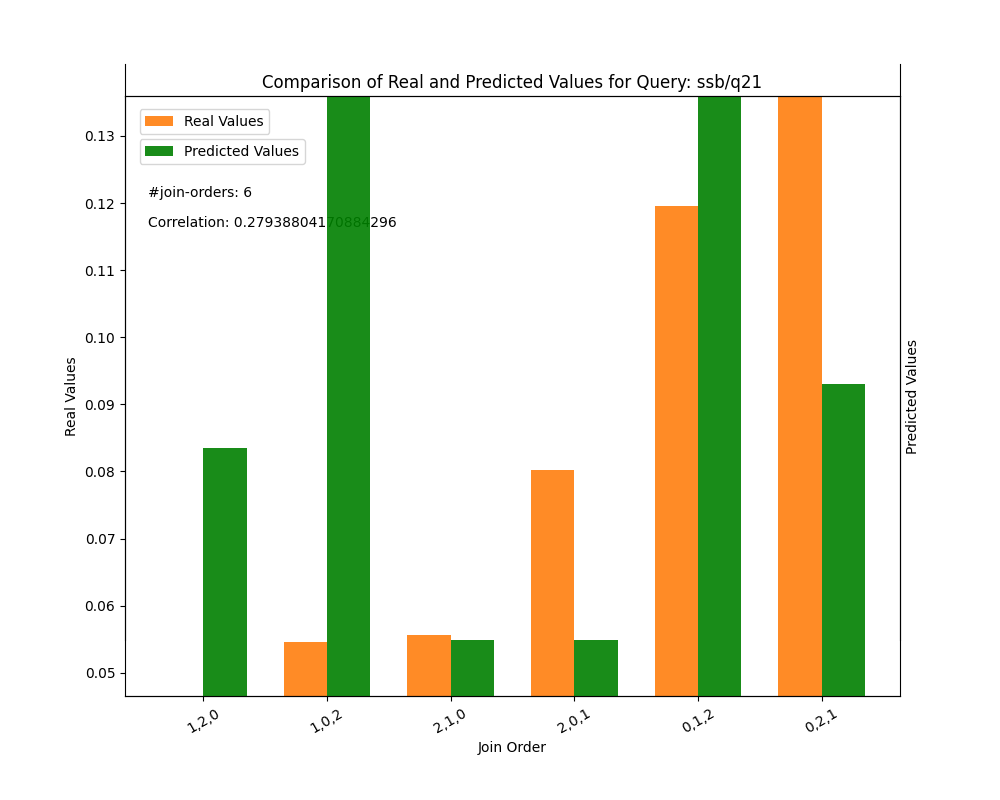 Comparison of Real and Predicted Values for Query: ssb/q21
Real Values
Predicted Values
#join-orders: 6
Correlation: 0.27938804170884296
0.13
0.12
0.11
0.10
0.09
0.08
0.07
0.06
0.05
Real Values
Predicted Values
1,2,0
1,0,2
2,1,0
2,0,1
0,1,2
0,2,1
Join Order